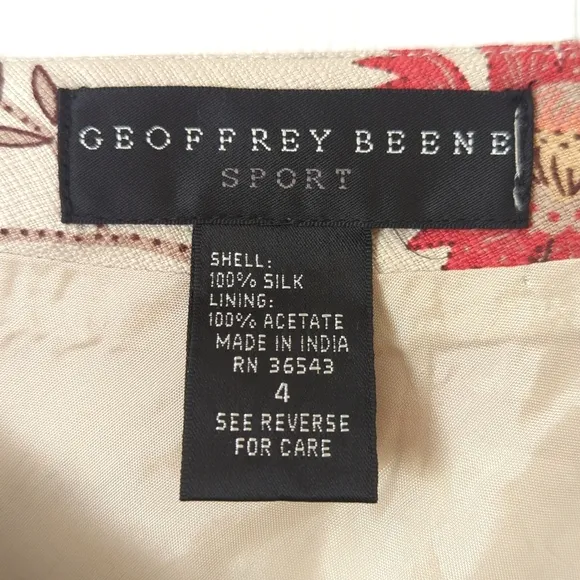 GEOFFREY BEENE
SPORT
SHELL:
100% SILK
LINING:
100% ACETATE
MADE IN INDIA
RN 36543
4
SEE REVERSE
FOR CARE